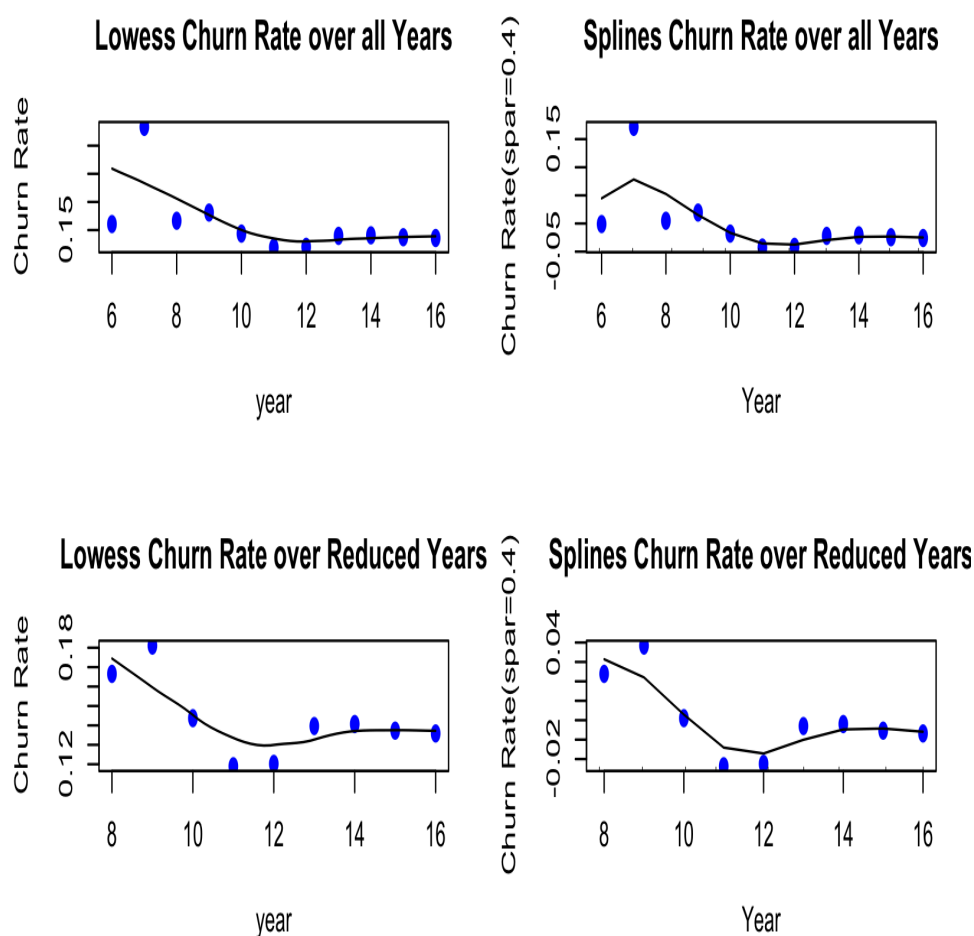 Lowess Churn Rate over all Years
Churn Rate
0.15
6 8 10 12 14 16
year
Splines Churn Rate over all Years
Churn Rate(spar=0.4)
-0.05 0.15
6 8 10 12 14 16
Year
Lowess Churn Rate over Reduced Years
Churn Rate
0.12 0.18
8 10 12 14 16
year
Splines Churn Rate over Reduced Years
Churn Rate(spar=0.4)
-0.02 0.04
8 10 12 14 16
Year